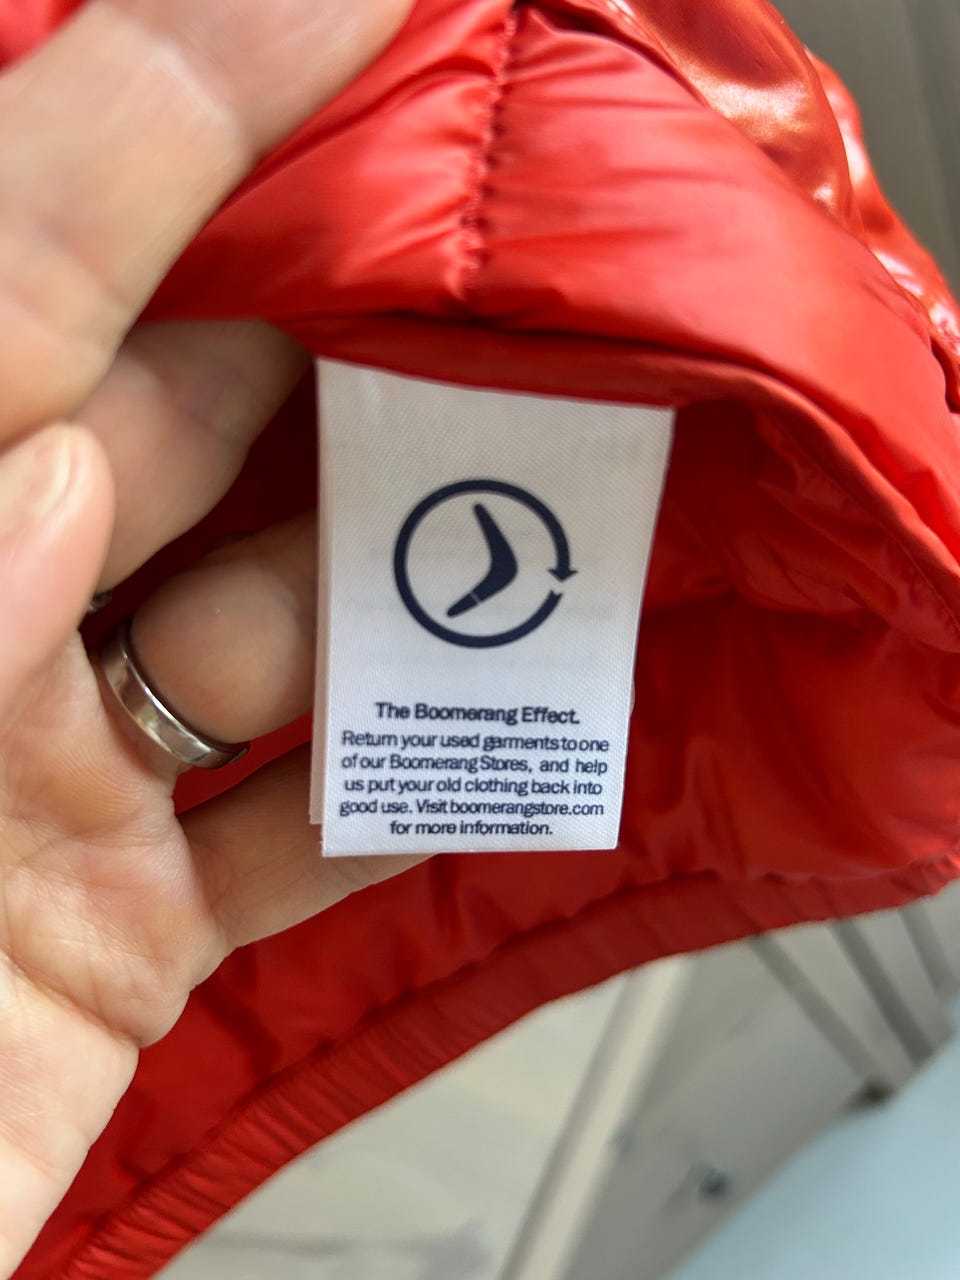 The Boomerang Effect.
Return your used garments to one
of our Boomerang Stores, and help
us put your old clothing back into
good use. Visit boomerangstore.com
for more information.